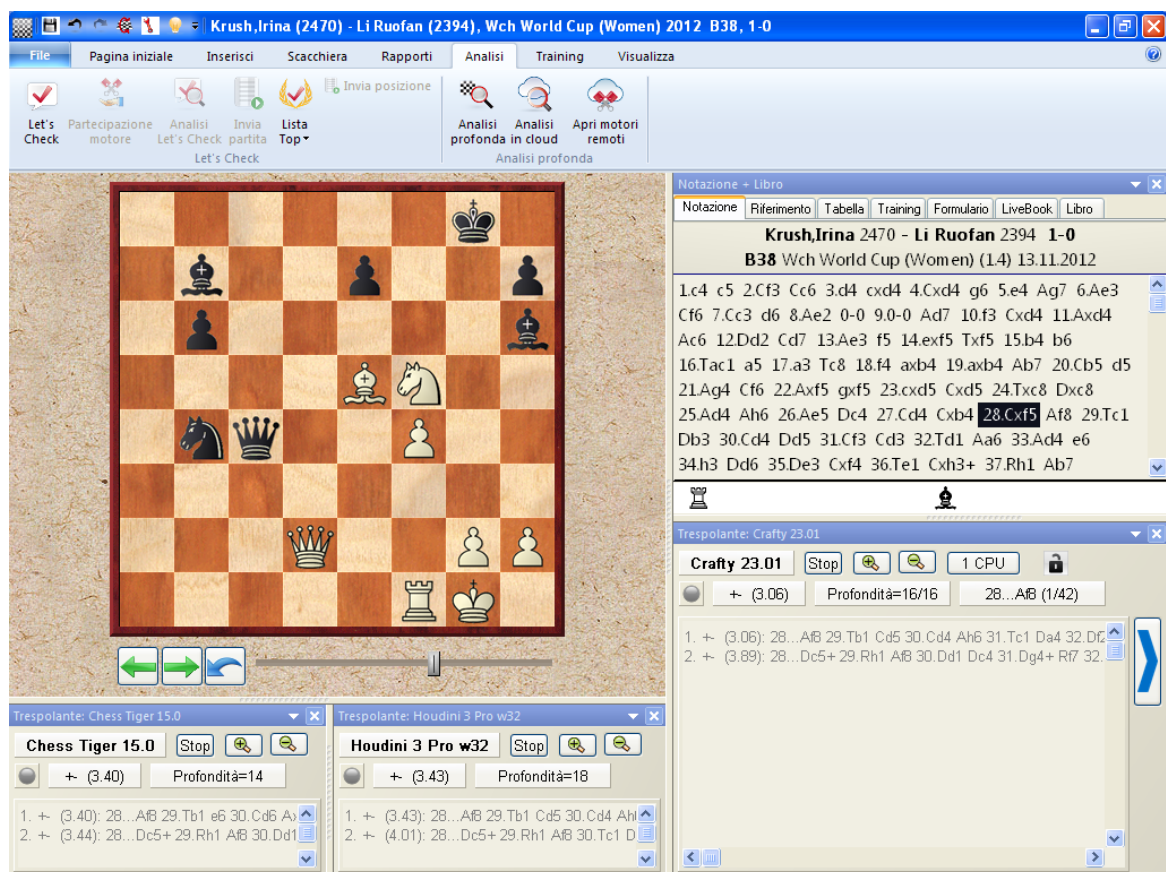 Krush,Irina (2470) - Li Ruofan (2394), Wch World Cup (Women) 2012 B38, 1-0
File Pagina iniziale Inserisci Scacchiera Rapporti Analisi Training Visualizza
Let's Check
Partecipazione motore
Analisi Let's Check
Invia partita
Lista Top
Invia posizione
Analisi profonda
Analisi in cloud
Apri motori remoti
Let's Check
Analisi profonda
Notazione + Libro
Notazione Riferimento Tabella Training Formulario LiveBook Libro
Krush,Irina 2470 - Li Ruofan 2394 1-0
B38 Wch World Cup (Women) (1.4) 13.11.2012
1.c4 c5 2.Cf3 Cc6 3.d4 cxd4 4.Cxd4 g6 5.e4 Ag7 6.Ae3
Cf6 7.Cc3 d6 8.Ae2 0-0 9.0-0 Ad7 10.f3 Cxd4 11.Axd4
Ac6 12.Dd2 Cd7 13.Ae3 f5 14.exf5 Txf5 15.b4 b6
16.Tac1 a5 17.a3 Tc8 18.f4 axb4 19.axb4 Ab7 20.Cb5 d5
21.Ag4 Cf6 22.Axf5 gxf5 23.cxd5 Cxd5 24.Txc8 Dxc8
25.Ad4 Ah6 26.Ae5 Dc4 27.Cd4 Cxb4 28.Cxf5 Af8 29.Tc1
Db3 30.Cd4 Dd5 31.Cf3 Cd3 32.Td1 Aa6 33.Ad4 e6
34.h3 Dd6 35.De3 Cxf4 36.Te1 Cxh3+ 37.Rh1 Ab7
Trespolante: Crafty 23.01
Crafty 23.01 Stop 1 CPU
+- (3.06) Profondità=16/16 28...Af8 (1/42)
1. +- (3.06): 28...Af8 29.Tb1 Cd5 30.Cd4 Ah6 31.Tc1 Da4 32.Df2
2. +- (3.89): 28...Dc5+ 29.Rh1 Af8 30.Dd1 Dc4 31.Dg4+ Rf7 32.
Trespolante: Chess Tiger 15.0
Chess Tiger 15.0 Stop
+- (3.40) Profondità=14
1. +- (3.40): 28...Af8 29.Tb1 e6 30.Cd6
2. +- (3.44): 28...Dc5+ 29.Rh1 Af8 30.Dd1
Trespolante: Houdini 3 Pro w32
Houdini 3 Pro w32 Stop
+- (3.43) Profondità=18
1. +- (3.43): 28...Af8 29.Tb1 Cd5 30.Cd4
2. +- (4.01): 28...Dc5+ 29.Rh1 Af8 30.Tc1